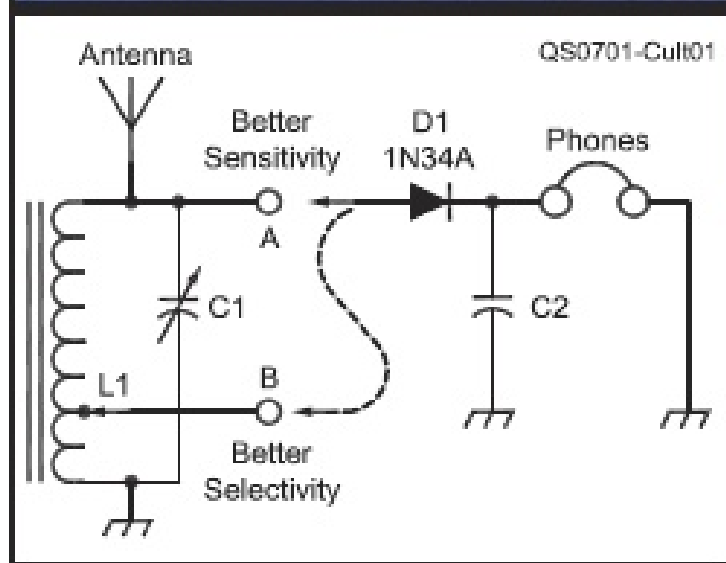 QS0701-Cult01
Antenna
Better
Sensitivity
D1
1N34A
Phones
A
C1
C2
L1
B
Better
Selectivity